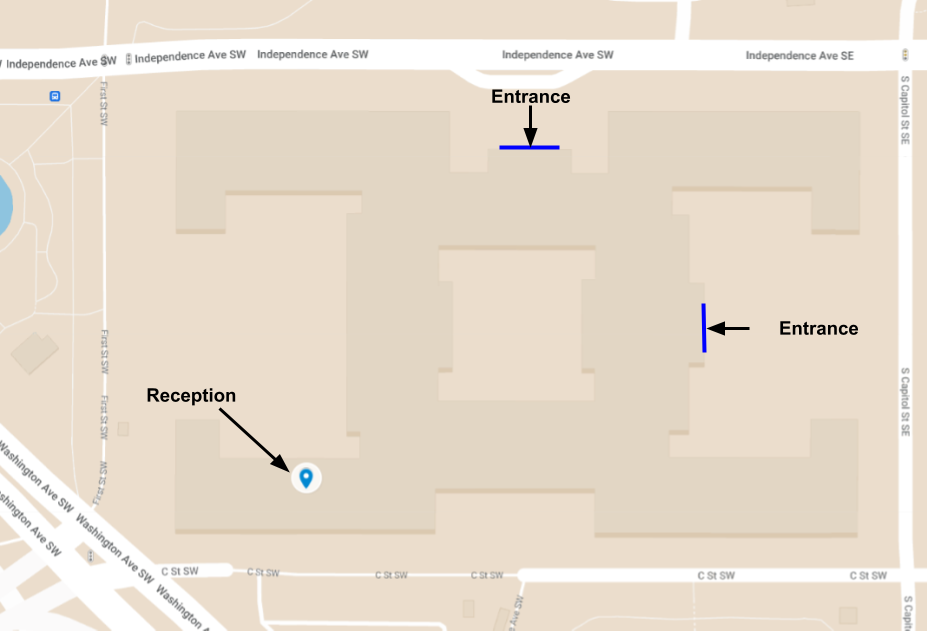 Independence Ave SW
Independence Ave SW
Independence Ave SW
Independence Ave SW
Independence Ave SE
First St SW
S Capitol St SE
Entrance
Entrance
First St SW
S Capitol St SE
Reception
First St SW
First St SW
Washington Ave SW
Washington Ave SW
Washington Ave SW
Washington
C St SW
C St SW
C St SW
C St SW
C St SW
C St SW
Ave SW
S Capitol